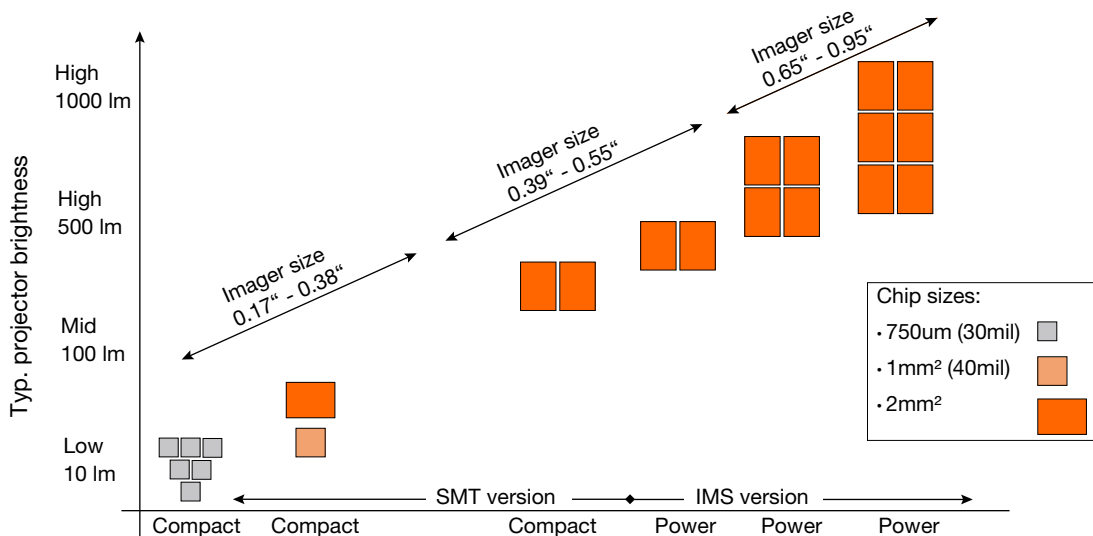 Typ. projector brightness
High
1000 lm
High
500 lm
Mid
100 lm
Low
10 lm
Imager size
0.17“ - 0.38“
Imager size
0.39“ - 0.55“
Imager size
0.65“ - 0.95“
Chip sizes:
· 750um (30mil)
· 1mm² (40mil)
· 2mm²
SMT version
IMS version
Compact
Compact
Compact
Power
Power
Power